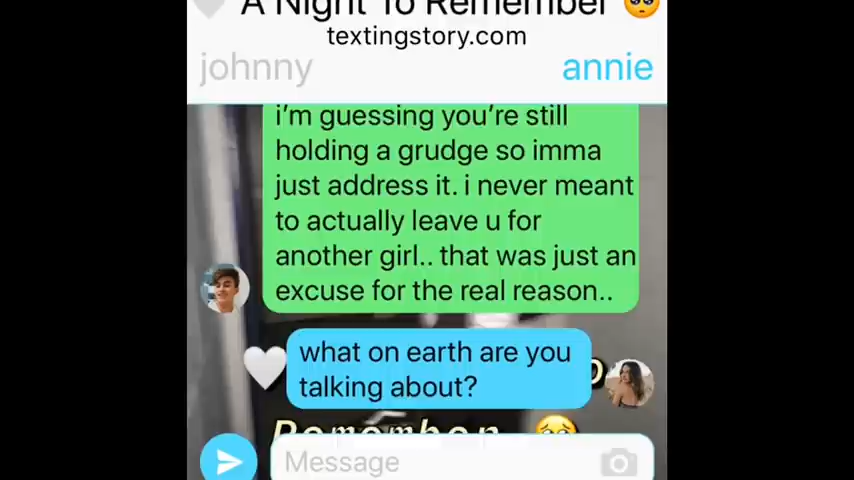 A Night To Remember 🥺
textingstory.com
johnny annie
i'm guessing you're still
holding a grudge so imma
just address it. i never meant
to actually leave u for
another girl.. that was just an
excuse for the real reason..
what on earth are you
talking about?
Remember
Message